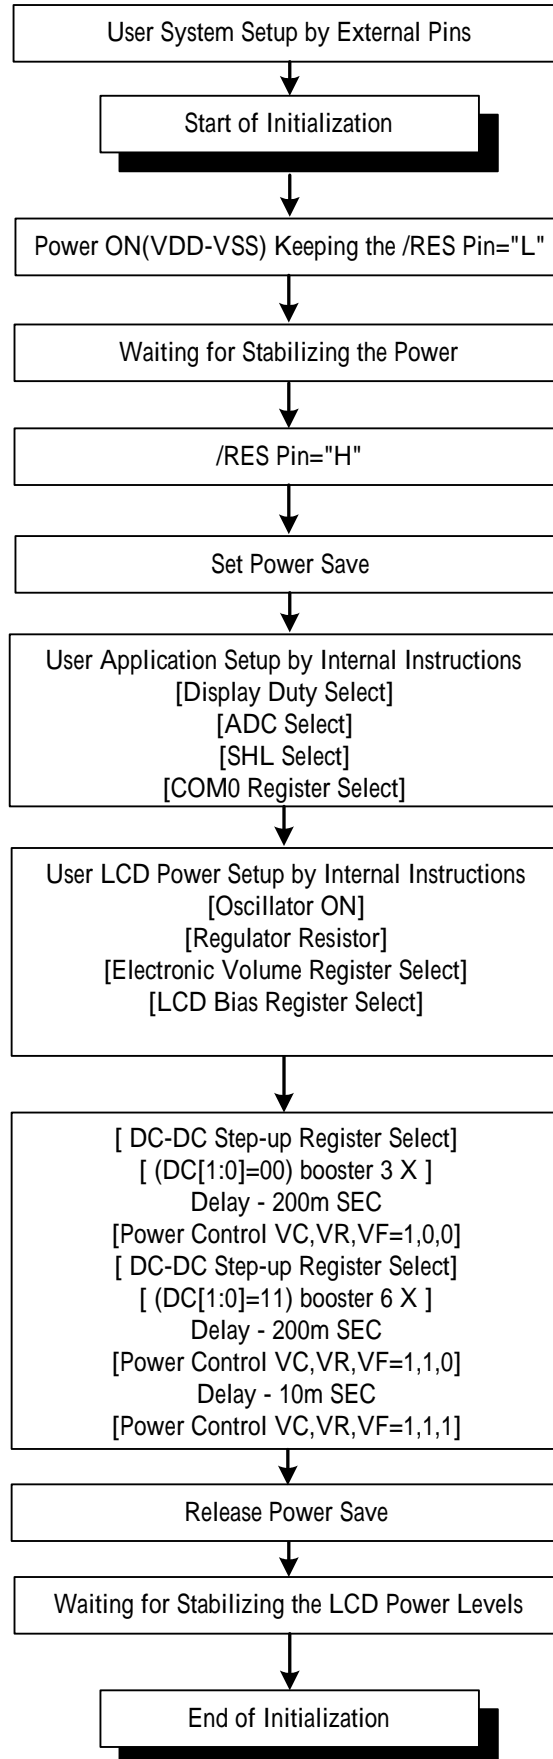 User System Setup by External Pins
Start of Initialization
Power ON(VDD-VSS) Keeping the /RES Pin="L"
Waiting for Stabilizing the Power
/RES Pin="H"
Set Power Save
User Application Setup by Internal Instructions
[Display Duty Select]
[ADC Select]
[SHL Select]
[COM0 Register Select]
User LCD Power Setup by Internal Instructions
[Oscillator ON]
[Regulator Resistor]
[Electronic Volume Register Select]
[LCD Bias Register Select]
[ DC-DC Step-up Register Select]
[ (DC[1:0]=00) booster 3 X ]
Delay - 200m SEC
[Power Control VC,VR,VF=1,0,0]
[ DC-DC Step-up Register Select]
[ (DC[1:0]=11) booster 6 X ]
Delay - 200m SEC
[Power Control VC,VR,VF=1,1,0]
Delay - 10m SEC
[Power Control VC,VR,VF=1,1,1]
Release Power Save
Waiting for Stabilizing the LCD Power Levels
End of Initialization